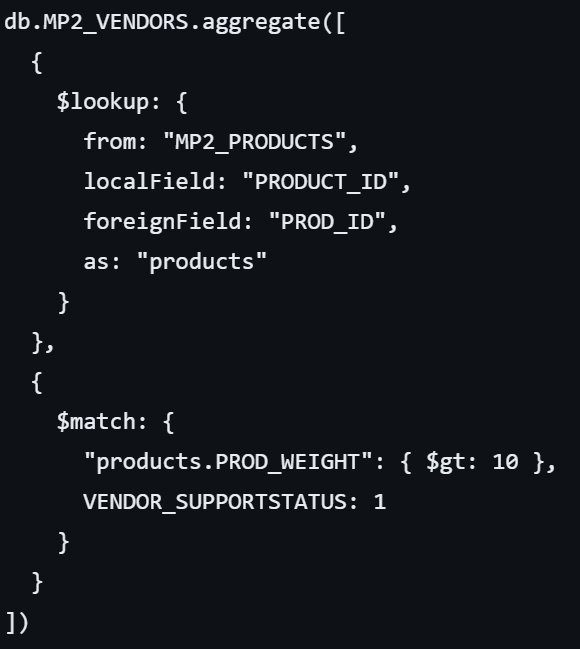 db.MP2_VENDORS.aggregate([
  {
    $lookup: {
      from: "MP2_PRODUCTS",
      localField: "PRODUCT_ID",
      foreignField: "PROD_ID",
      as: "products"
    }
  },
  {
    $match: {
      "products.PROD_WEIGHT": { $gt: 10 },
      VENDOR_SUPPORTSTATUS: 1
    }
  }
])